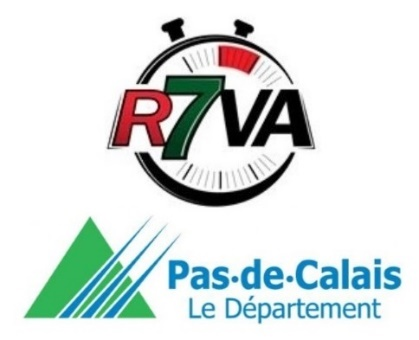 R7VA
Pas-de-Calais
Le Département